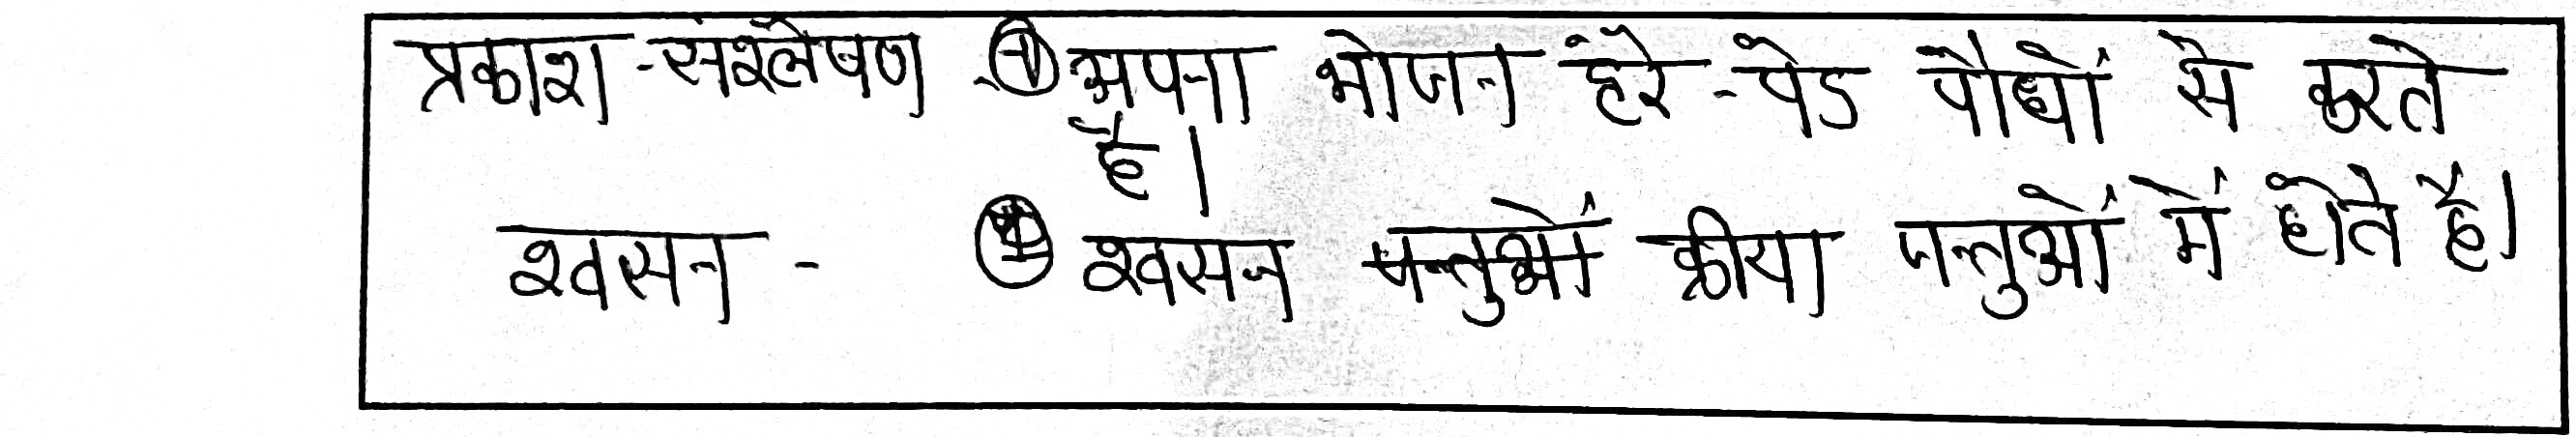 प्रकाश-संश्लेषण ① अपना भोजन हरे-पेड पौधों से करते
है।
श्वसन - ② श्वसन जन्तुओं क्रीया जन्तुओं में होते है।